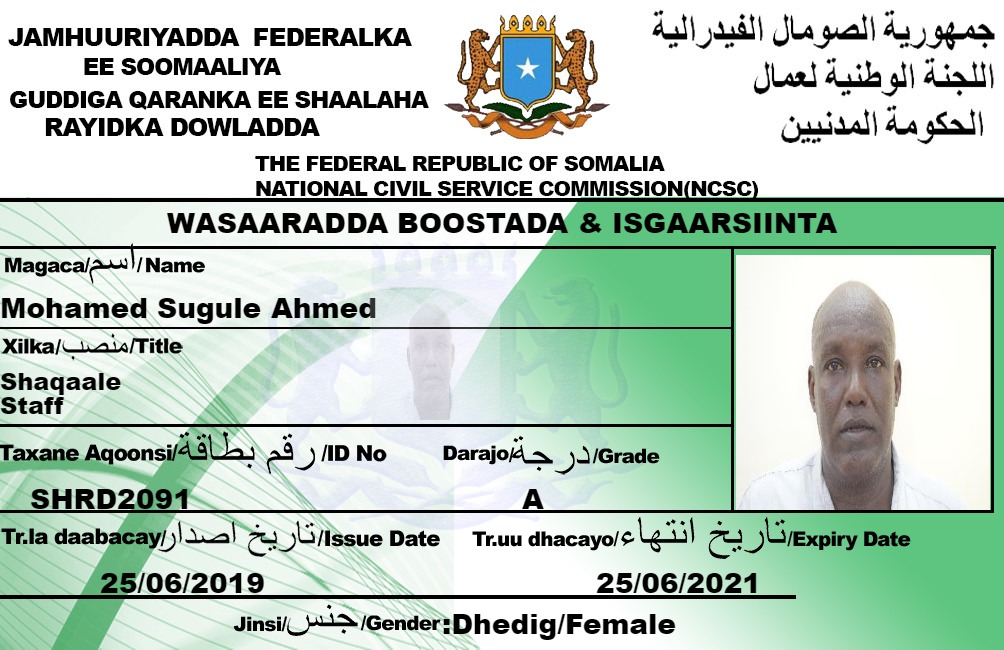 JAMHUURIYADDA FEDERALKA
EE SOOMAALIYA
GUDDIGA QARANKA EE SHAALAHA
RAYIDKA DOWLADDA
جمهورية الصومال الفيدرالية
اللجنة الوطنية لعمال
الحكومة المدنيين
THE FEDERAL REPUBLIC OF SOMALIA
NATIONAL CIVIL SERVICE COMMISSION(NCSC)
WASAARADDA BOOSTADA & ISGAARSIINTA
Magaca/اسم/Name
Mohamed Sugule Ahmed
Xilka/منصب/Title
Shaqaale
Staff
Taxane Aqoonsi/رقم بطاقة/ID No
Darajo/درجة/Grade
SHRD2091
A
Tr.la daabacay/تاريخ اصدار/Issue Date
Tr.uu dhacayo/تاريخ انتهاء/Expiry Date
25/06/2019
25/06/2021
Jinsi/جنس/Gender:Dhedig/Female